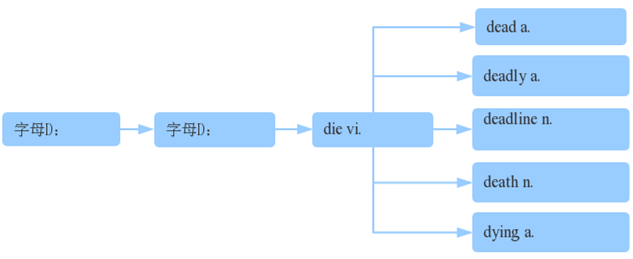 字母D;
字母D;
die vi.
dead a.
deadly a.
deadline n.
death n.
dying a.